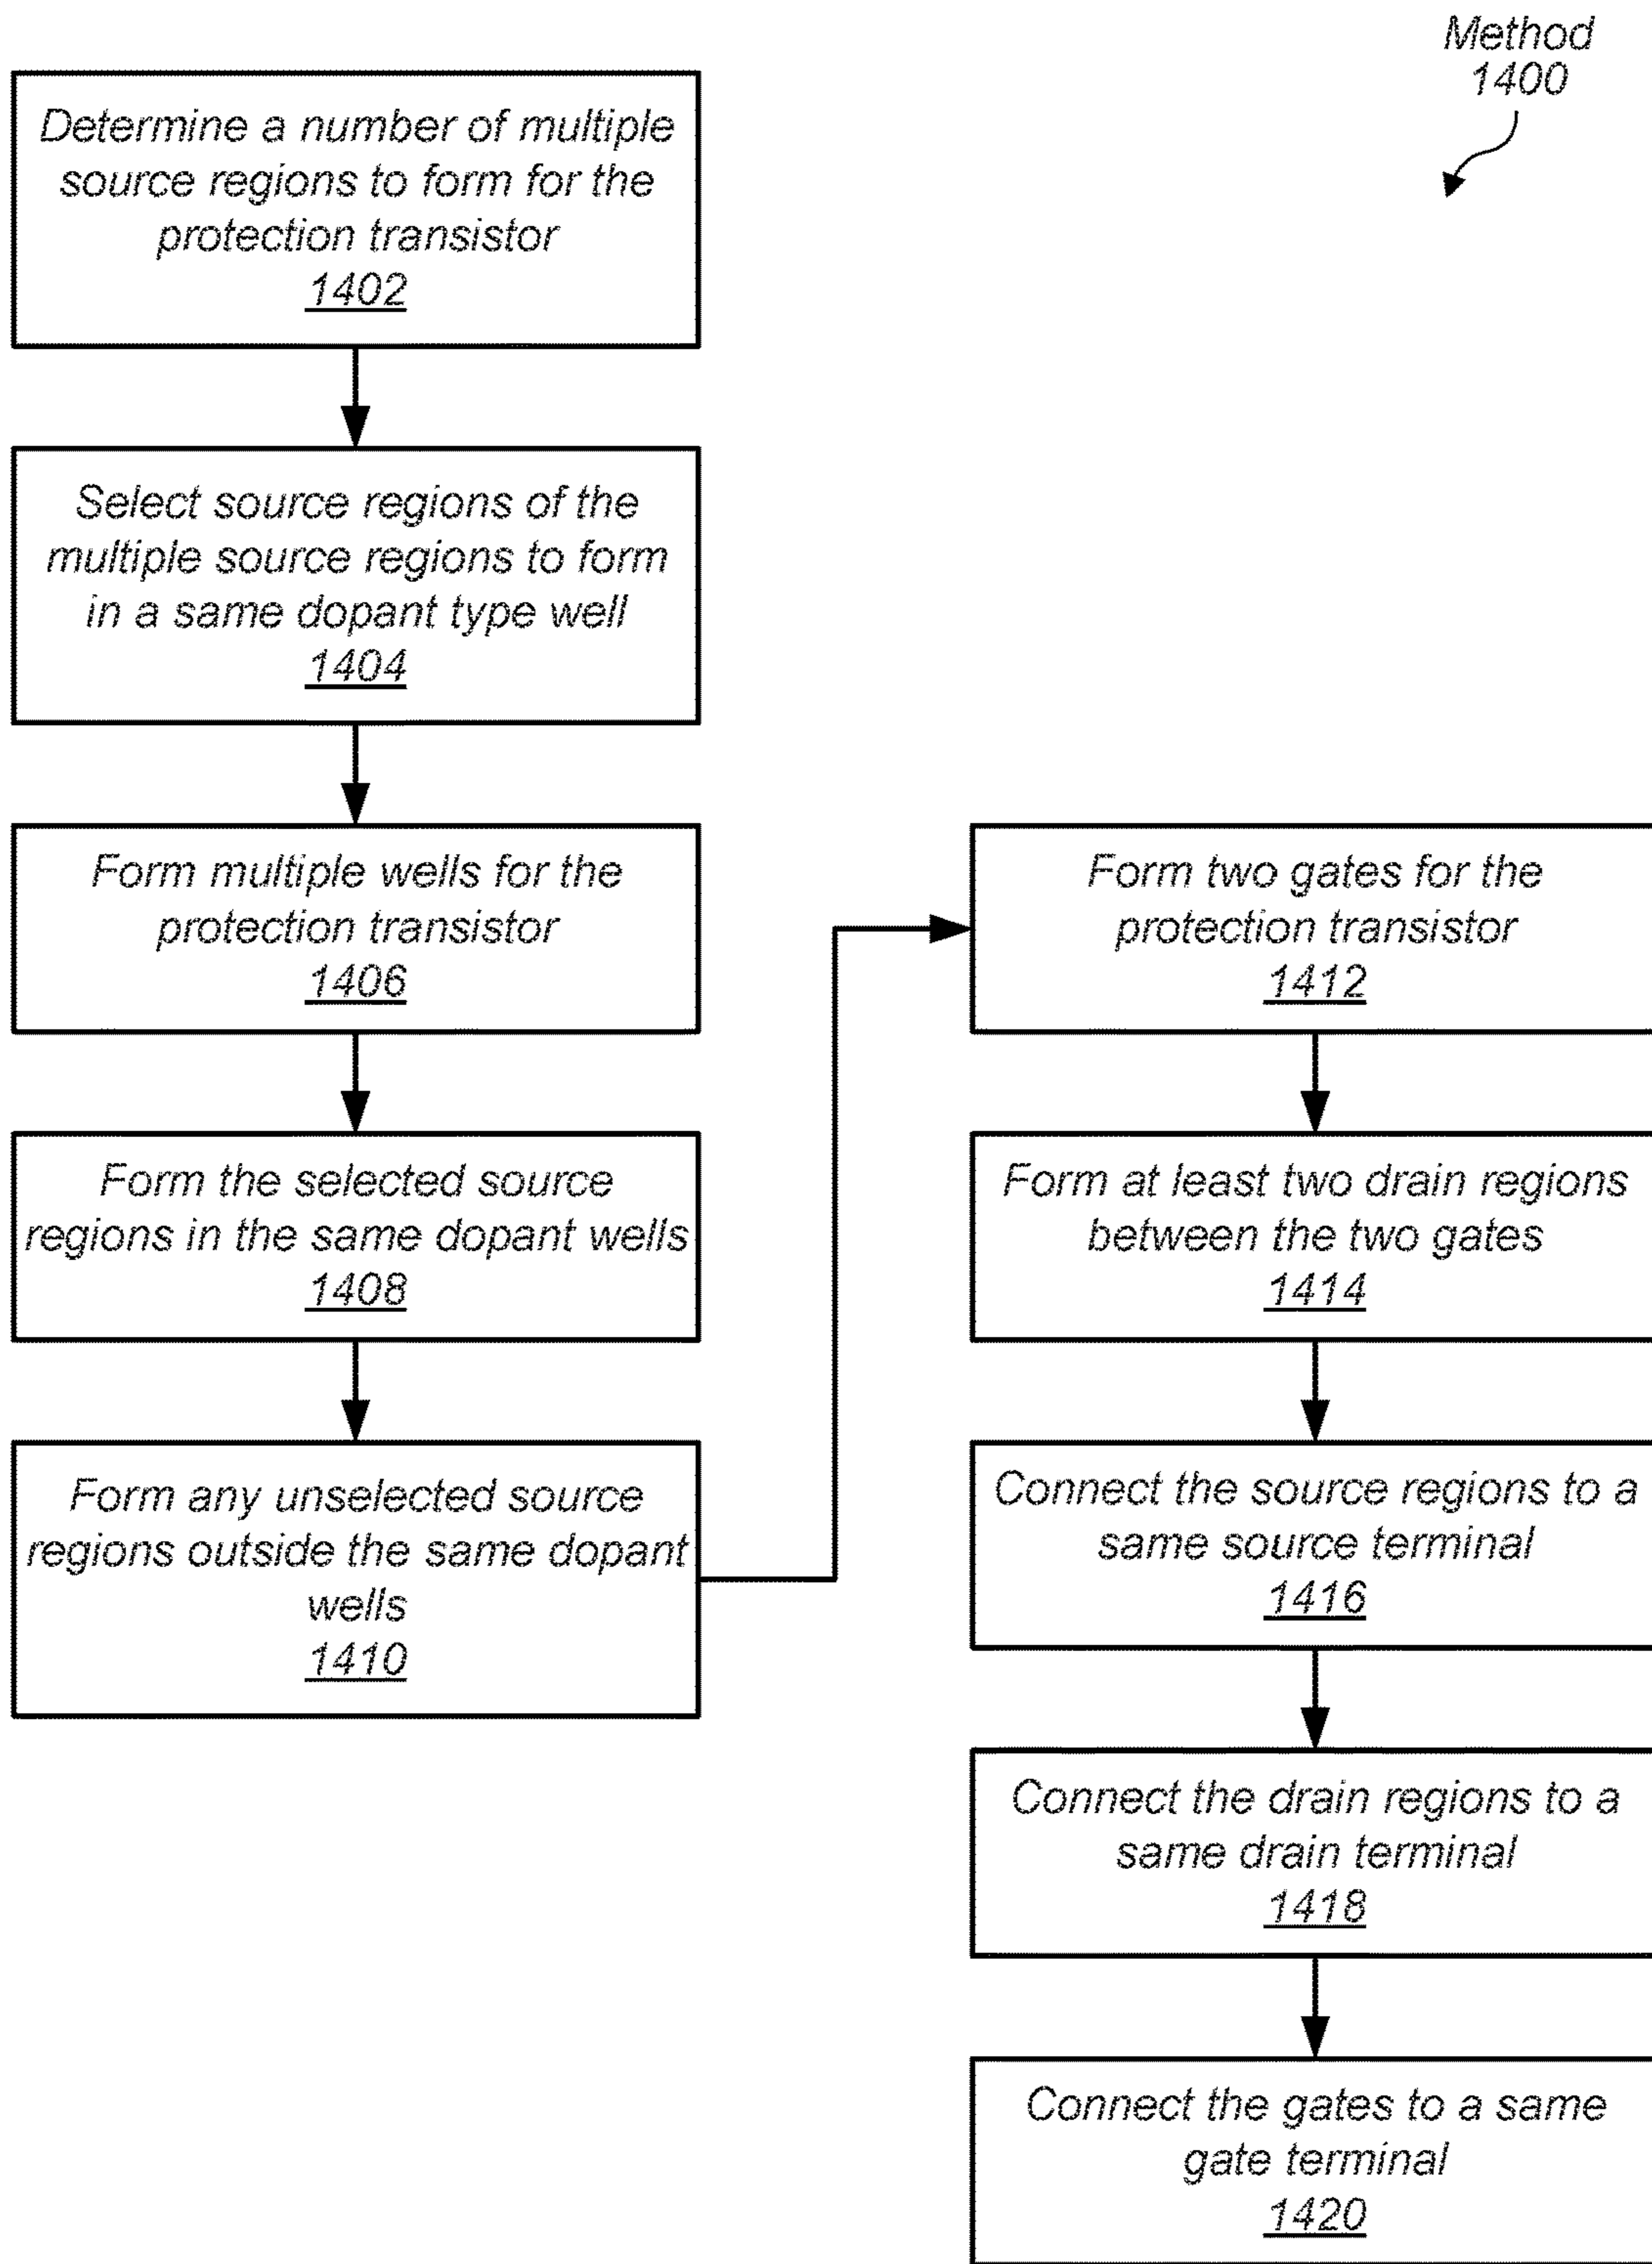 Method
1400
Determine a number of multiple
source regions to form for the
protection transistor
1402
Select source regions of the
multiple source regions to form
in a same dopant type well
1404
Form multiple wells for the
protection transistor
1406
Form the selected source
regions in the same dopant wells
1408
Form any unselected source
regions outside the same dopant
wells
1410
Form two gates for the
protection transistor
1412
Form at least two drain regions
between the two gates
1414
Connect the source regions to a
same source terminal
1416
Connect the drain regions to a
same drain terminal
1418
Connect the gates to a same
gate terminal
1420